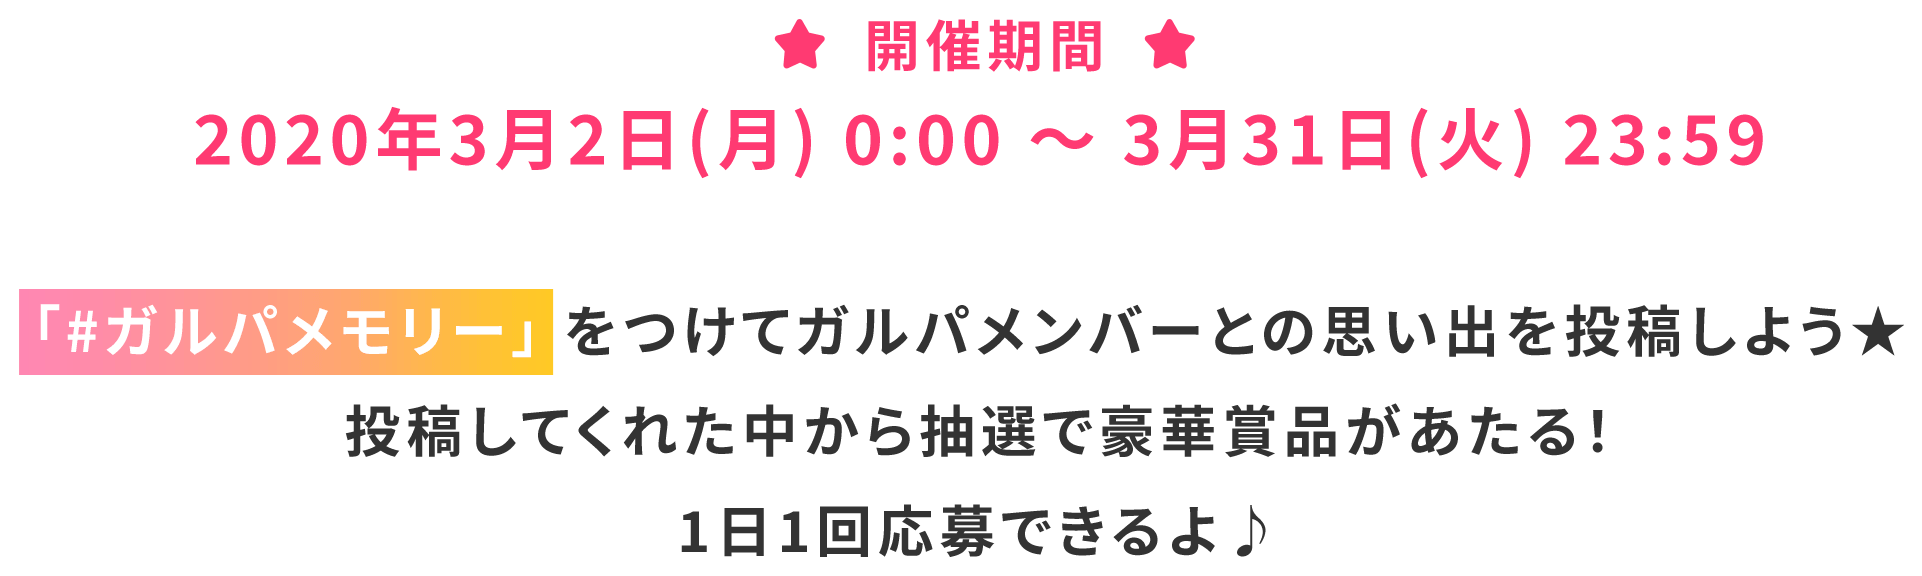 ★ 開催期間 ★
2020年3月2日(月) 0:00 〜 3月31日(火) 23:59
「#ガルパメモリー」をつけてガルパメンバーとの思い出を投稿しよう★
投稿してくれた中から抽選で豪華賞品があたる!
1日1回応募できるよ♪